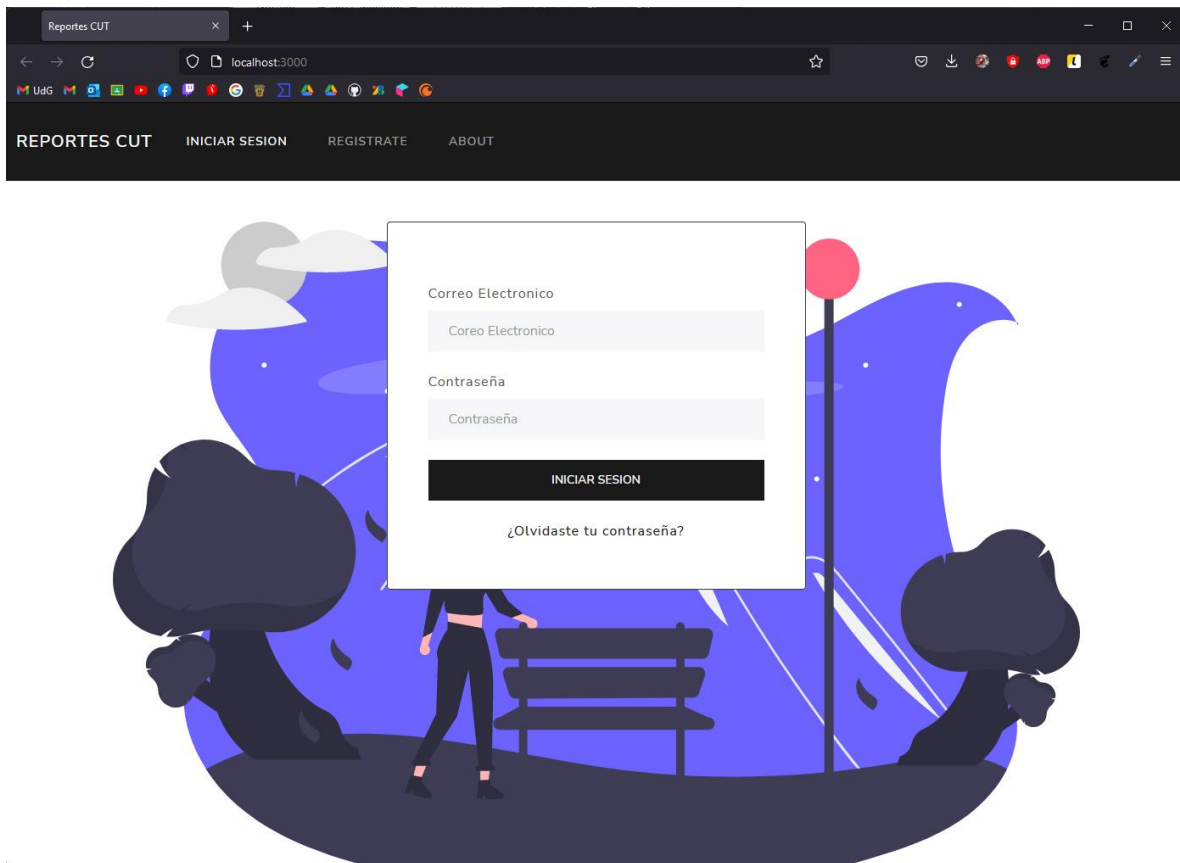 Reportes CUT
localhost:3000
UdG
REPORTES CUT INICIAR SESION REGISTRATE ABOUT
Correo Electronico
Coreo Electronico
Contraseña
Contraseña
INICIAR SESION
¿Olvidaste tu contraseña?